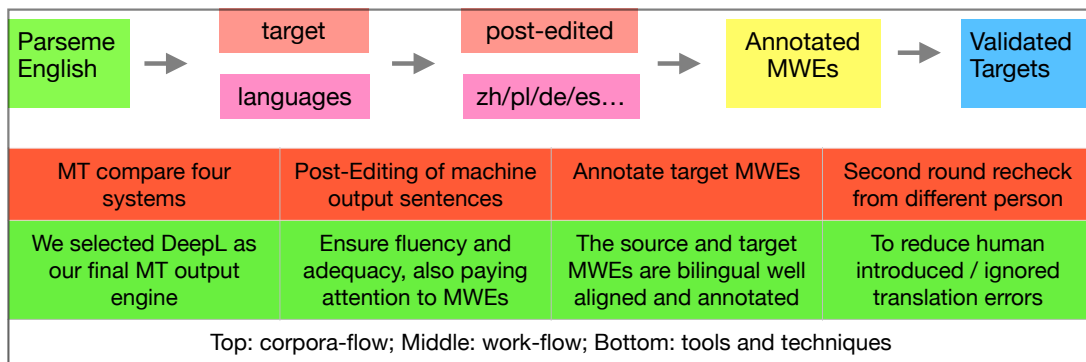 Parseme
English
target
languages
post-edited
zh/pl/de/es…
Annotated
MWEs
Validated
Targets
MT compare four
systems
Post-Editing of machine
output sentences
Annotate target MWEs
Second round recheck
from different person
We selected DeepL as
our final MT output
engine
Ensure fluency and
adequacy, also paying
attention to MWEs
The source and target
MWEs are bilingual well
aligned and annotated
To reduce human
introduced / ignored
translation errors
Top: corpora-flow; Middle: work-flow; Bottom: tools and techniques